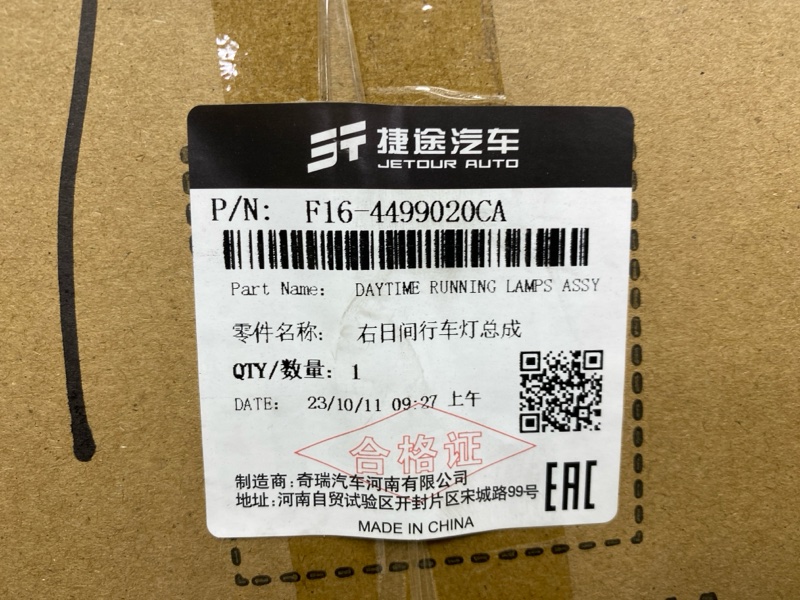 捷途汽车
JETOUR AUTO
P/N: F16-4499020CA
Part Name: DAYTIME RUNNING LAMPS ASSY
零件名称: 右日间行车灯总成
QTY/数量: 1
DATE: 23/10/11 09:27 上午
合格证
制造商:奇瑞汽车河南有限公司
地址:河南自贸试验区开封片区宋城路99号
EAC
MADE IN CHINA